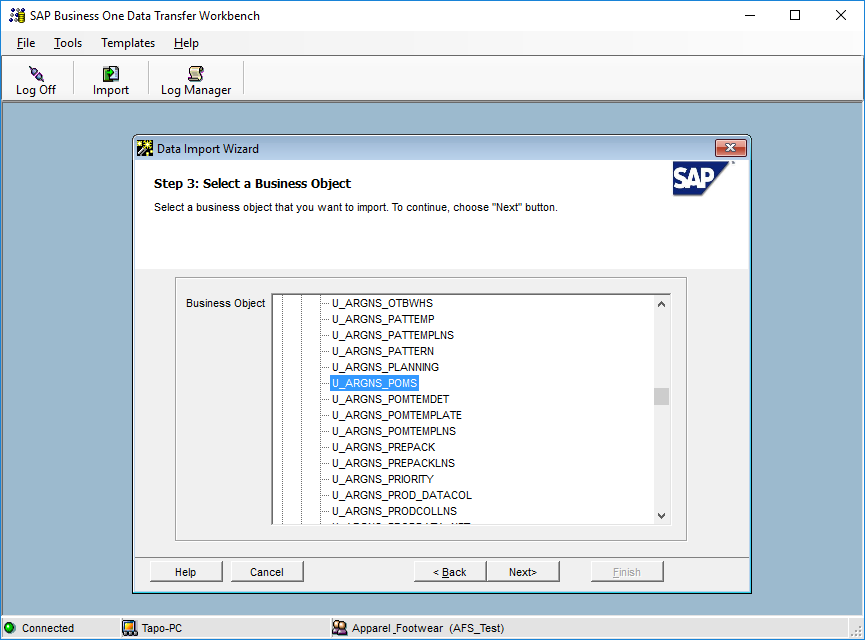 SAP Business One Data Transfer Workbench
File Tools Templates Help
Log Off Import Log Manager
Data Import Wizard
Step 3: Select a Business Object
SAP
Select a business object that you want to import. To continue, choose "Next" button.
Business Object
U_ARGNS_OTBWHS
U_ARGNS_PATTEMP
U_ARGNS_PATTEMPLNS
U_ARGNS_PATTERN
U_ARGNS_PLANNING
U_ARGNS_POMS
U_ARGNS_POMTEMDET
U_ARGNS_POMTEMPLATE
U_ARGNS_POMTEMPLNS
U_ARGNS_PREPACK
U_ARGNS_PREPACKLNS
U_ARGNS_PRIORITY
U_ARGNS_PROD_DATACOL
U_ARGNS_PRODCOLLNS
Help Cancel < Back Next> Finish
Connected Tapo-PC Apparel_Footwear (AFS_Test)